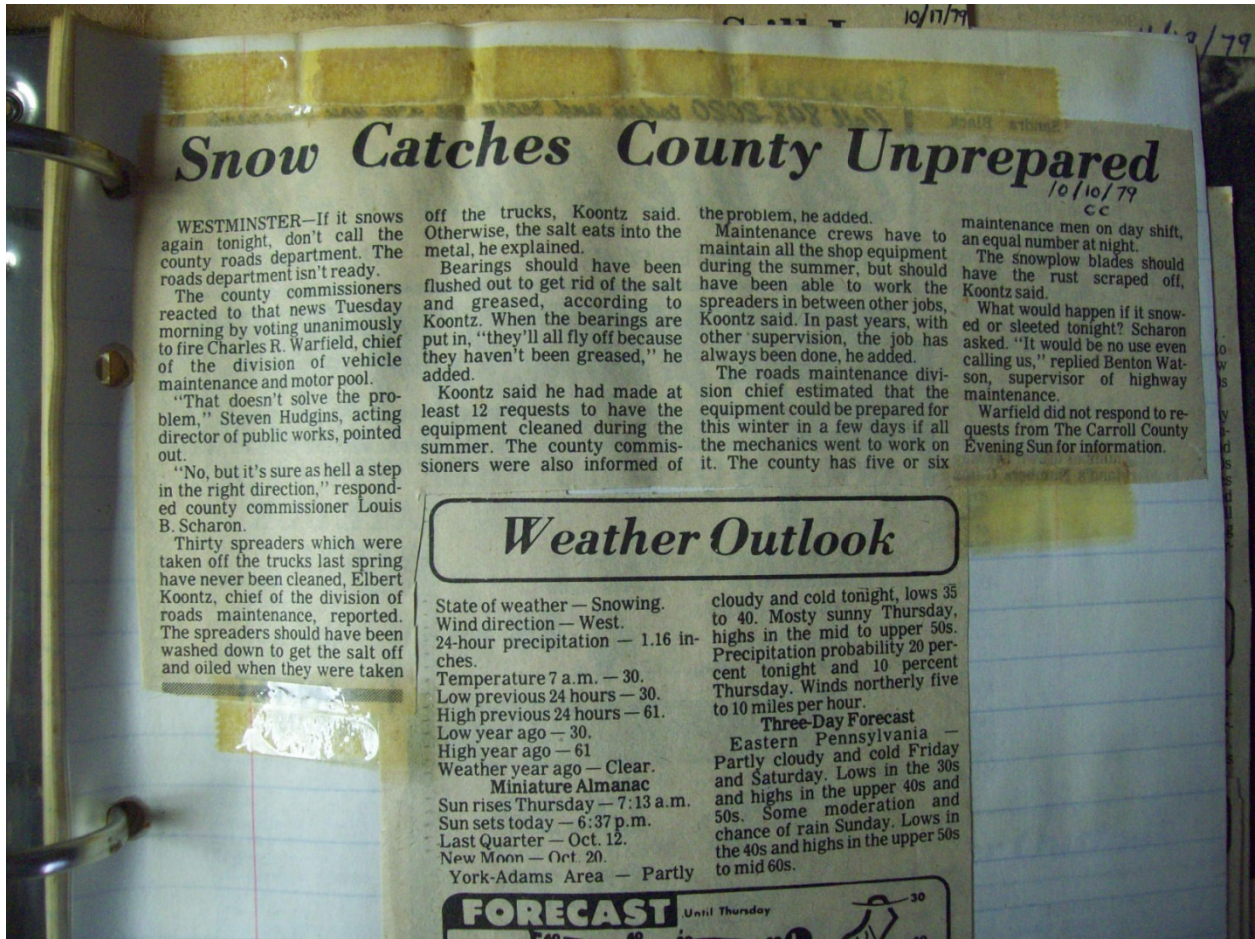 10/17/79
/79
Snow Catches County Unprepared
10/10/79
CC
WESTMINSTER—If it snows
again tonight, don't call the
county roads department. The
roads department isn't ready.
The county commissioners
reacted to that news Tuesday
morning by voting unanimously
to fire Charles R. Warfield, chief
of the division of vehicle
maintenance and motor pool.
"That doesn't solve the pro-
blem," Steven Hudgins, acting
director of public works, pointed
out.
"No, but it's sure as hell a step
in the right direction," respond-
ed county commissioner Louis
B. Scharon.
Thirty spreaders which were
taken off the trucks last spring
have never been cleaned, Elbert
Koontz, chief of the division of
roads maintenance, reported.
The spreaders should have been
washed down to get the salt off
and oiled when they were taken
off the trucks, Koontz said.
Otherwise, the salt eats into the
metal, he explained.
Bearings should have been
flushed out to get rid of the salt
and greased, according to
Koontz. When the bearings are
put in, "they'll all fly off because
they haven't been greased," he
added.
Koontz said he had made at
least 12 requests to have the
equipment cleaned during the
summer. The county commis-
sioners were also informed of
the problem, he added.
Maintenance crews have to
maintain all the shop equipment
during the summer, but should
have been able to work the
spreaders in between other jobs,
Koontz said. In past years, with
other supervision, the job has
always been done, he added.
The roads maintenance divi-
sion chief estimated that the
equipment could be prepared for
this winter in a few days if all
the mechanics went to work on
it. The county has five or six
maintenance men on day shift,
an equal number at night.
The snowplow blades should
have the rust scraped off,
Koontz said.
What would happen if it snow-
ed or sleeted tonight? Scharon
asked. "It would be no use even
calling us," replied Benton Wat-
son, supervisor of highway
maintenance.
Warfield did not respond to re-
quests from The Carroll County
Evening Sun for information.
Weather Outlook
State of weather — Snowing.
Wind direction — West.
24-hour precipitation — 1.16 in-
ches.
Temperature 7 a.m. — 30.
Low previous 24 hours — 30.
High previous 24 hours — 61.
Low year ago — 30.
High year ago — 61
Weather year ago — Clear.
Miniature Almanac
Sun rises Thursday — 7:13 a.m.
Sun sets today — 6:37 p.m.
Last Quarter — Oct. 12.
New Moon — Oct. 20.
York-Adams Area — Partly
cloudy and cold tonight, lows 35
to 40. Mosty sunny Thursday,
highs in the mid to upper 50s.
Precipitation probability 20 per-
cent tonight and 10 percent
Thursday. Winds northerly five
to 10 miles per hour.
Three-Day Forecast
Eastern Pennsylvania —
Partly cloudy and cold Friday
and Saturday. Lows in the 30s
and highs in the upper 40s and
50s. Some moderation and
chance of rain Sunday. Lows in
the 40s and highs in the upper 50s
to mid 60s.
FORECAST Until Thursday
30